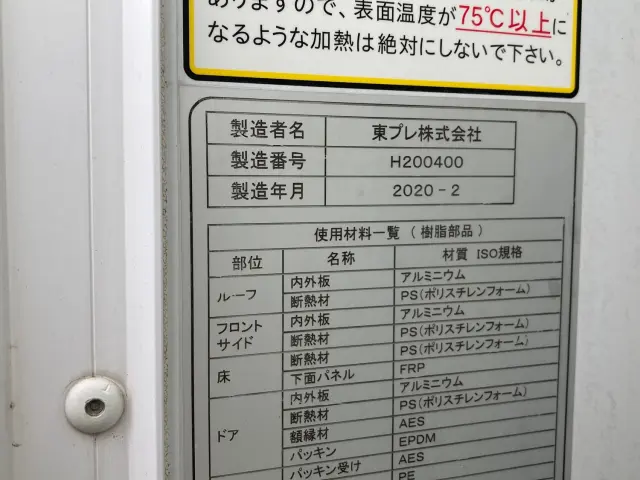 ありますので、表面温度が75℃以上に
なるような加熱は絶対にしないで下さい。
製造者名 東プレ株式会社
製造番号 H200400
製造年月 2020-2
使用材料一覧(樹脂部品)
部位 名称 材質 ISO規格
ルーフ 内外板 アルミニウム
断熱材 PS(ポリスチレンフォーム)
フロント
サイド 内外板 アルミニウム
断熱材 PS(ポリスチレンフォーム)
床 断熱材 PS(ポリスチレンフォーム)
下面パネル FRP
ドア 内外板 アルミニウム
断熱材 PS(ポリスチレンフォーム)
額縁材 AES
パッキン EPDM
パッキン受け AES
PE